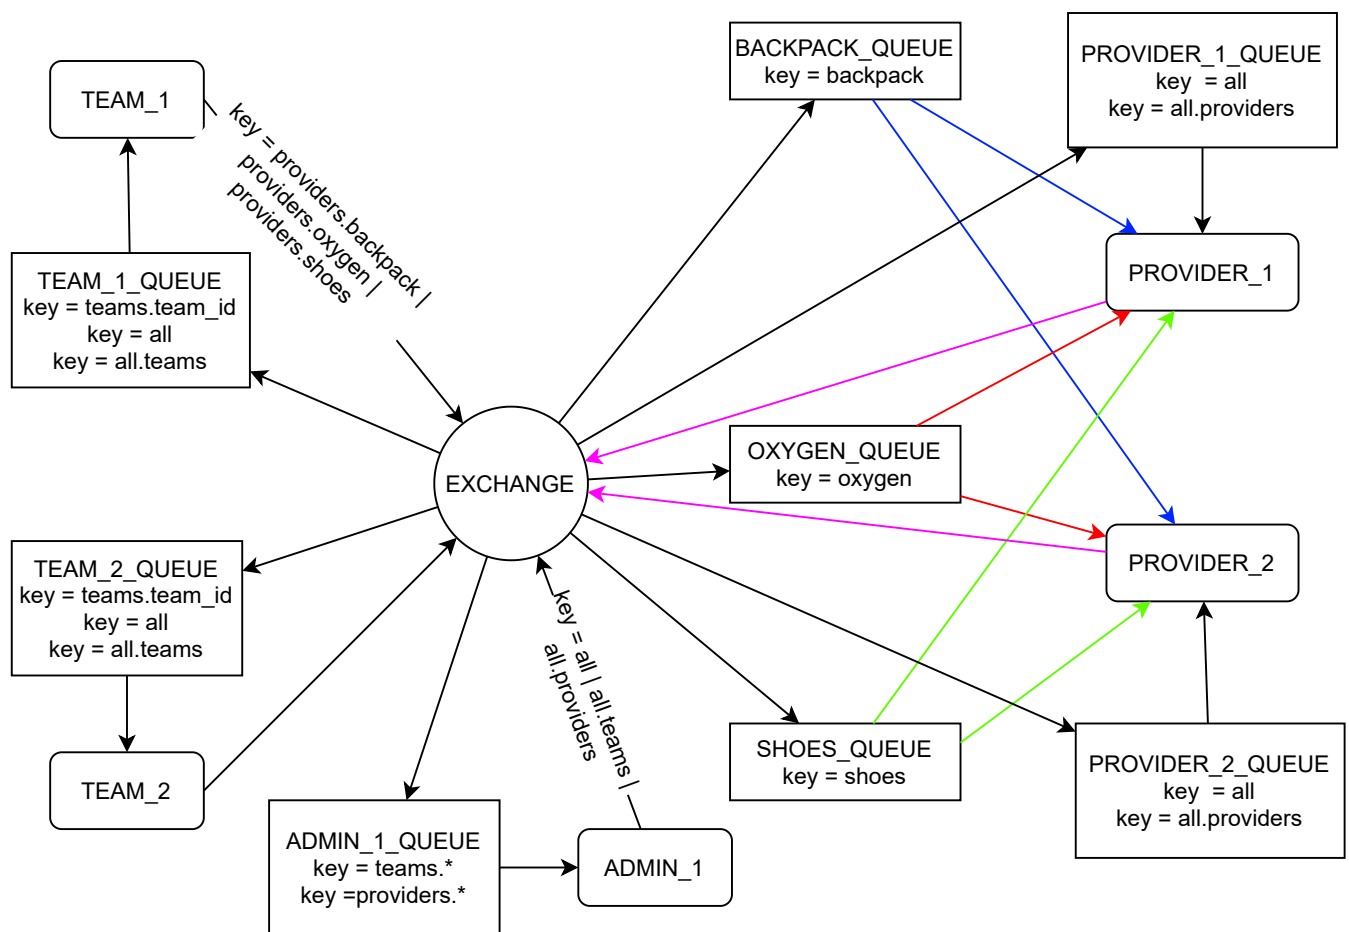 BACKPACK_QUEUE
key = backpack
PROVIDER_1_QUEUE
key  = all
key = all.providers
TEAM_1
key = providers.backpack |
providers.oxygen |
providers.shoes
TEAM_1_QUEUE
key = teams.team_id
key = all
key = all.teams
PROVIDER_1
EXCHANGE
OXYGEN_QUEUE
key = oxygen
TEAM_2_QUEUE
key = teams.team_id
key = all
key = all.teams
PROVIDER_2
key = all | all.teams |
all.providers
TEAM_2
SHOES_QUEUE
key = shoes
PROVIDER_2_QUEUE
key  = all
key = all.providers
ADMIN_1_QUEUE
key = teams.*
key =providers.*
ADMIN_1